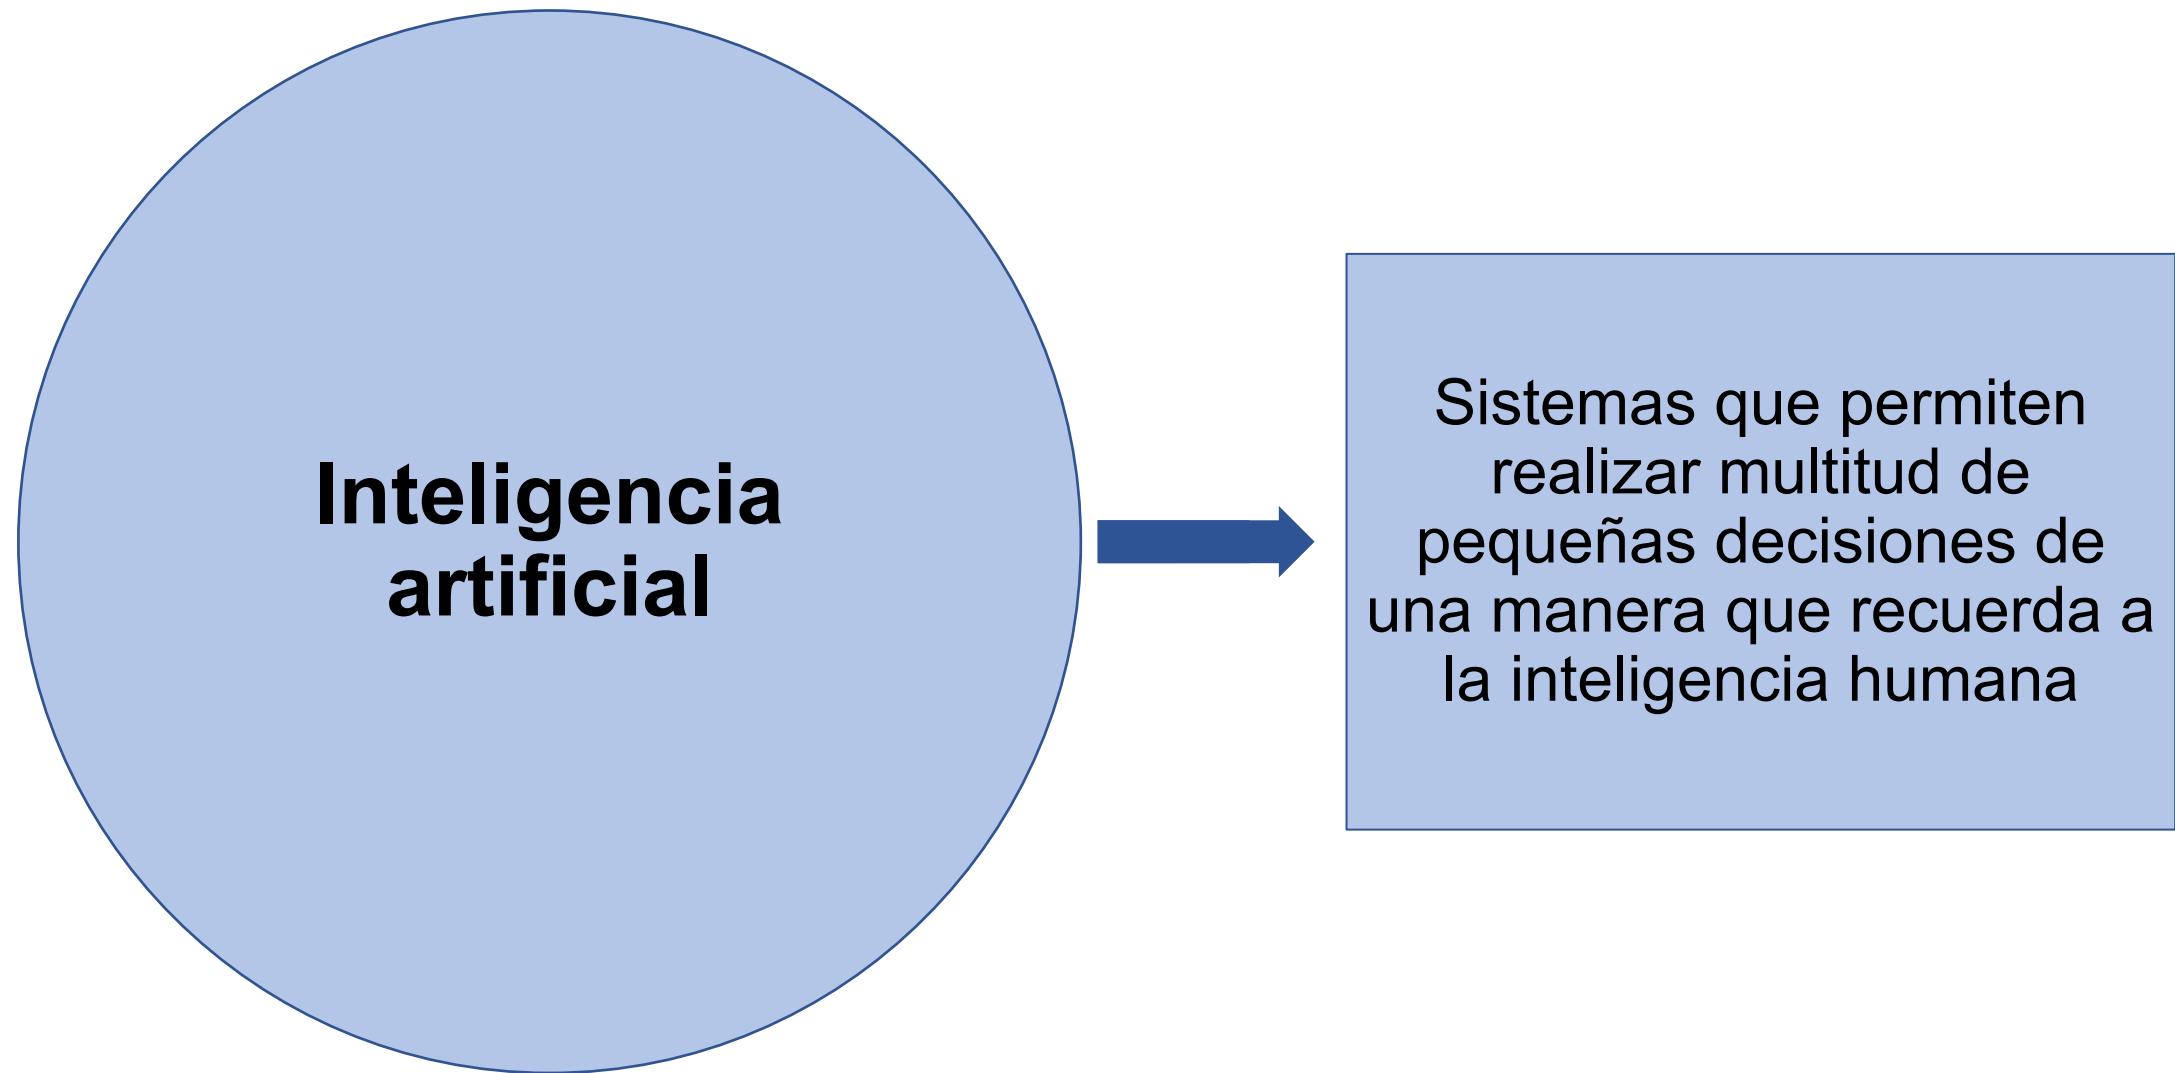 Inteligencia
artificial
Sistemas que permiten
realizar multitud de
pequeñas decisiones de
una manera que recuerda a
la inteligencia humana